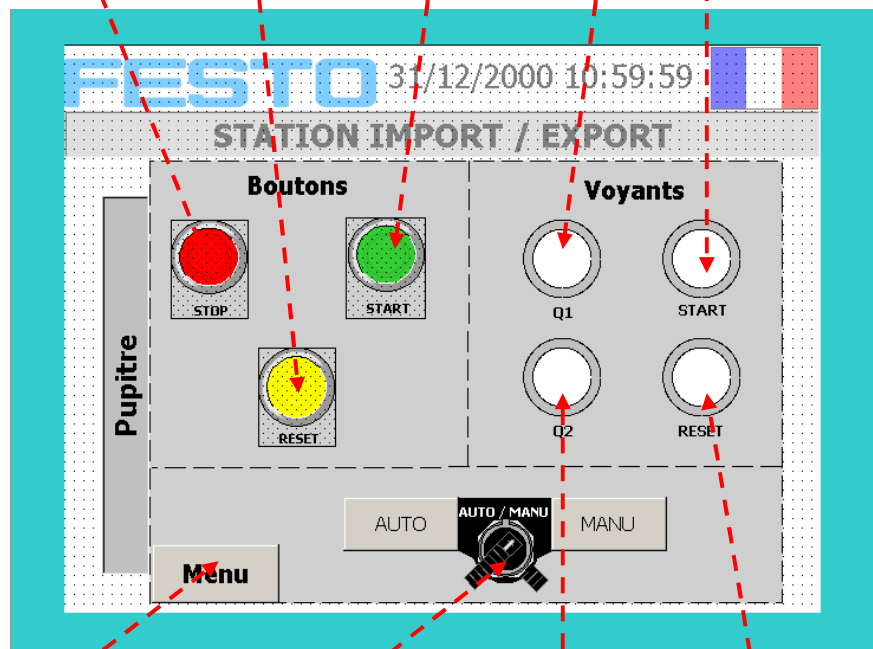 FESTO 31/12/2000 10:59:59
STATION IMPORT / EXPORT
Boutons
Voyants
STOP
START
Q1
START
Pupitre
RESET
Q2
RESET
AUTO
AUTO / MANU
MANU
Menu